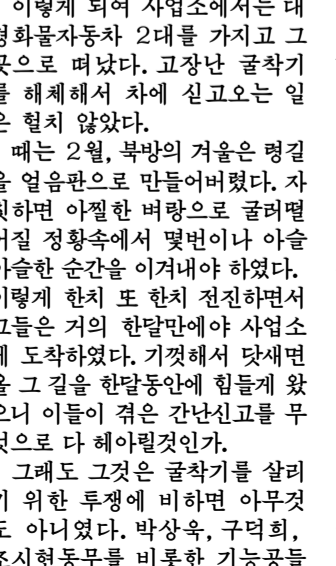 이렇게 되여 사업소에서는 대
형화물자동차 2대를 가지고 그
곳으로 떠났다. 고장난 굴착기
를 해체해서 차에 싣고오는 일
은 헐치 않았다.
때는 2월, 북방의 겨울은 령길
을 얼음판으로 만들어버렸다. 자
칫하면 아찔한 벼랑으로 굴러떨
어질 정황속에서 몇번이나 아슬
아슬한 순간을 이겨내야 하였다.
이렇게 한치 또 한치 전진하면서
그들은 거의 한달만에야 사업소
에 도착하였다. 기껏해서 닷새면
올 그 길을 한달동안에 힘들게 왔
으니 이들이 겪은 간난신고를 무
엇으로 다 헤아릴것인가.
그래도 그것은 굴착기를 살리
기 위한 투쟁에 비하면 아무것
도 아니였다. 박상욱, 구덕희,
조시현동무를 비롯한 기능공들